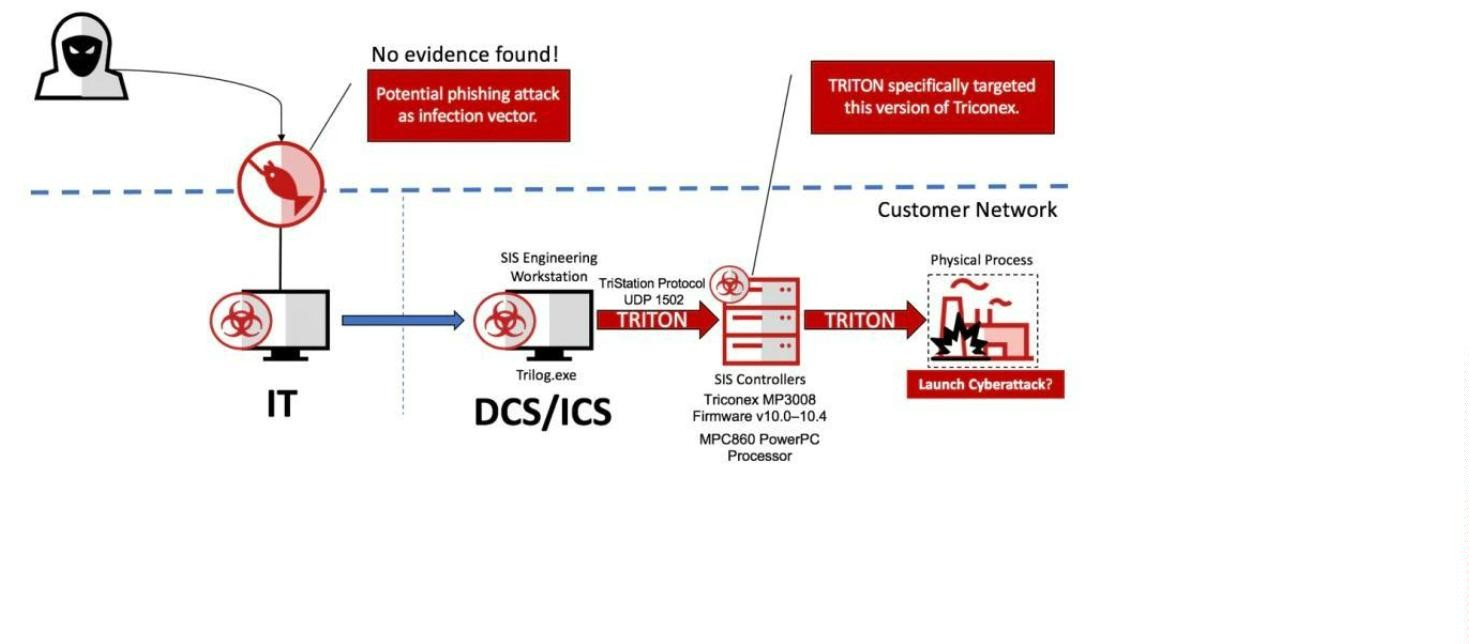 No evidence found!
Potential phishing attack
as infection vector.
TRITON specifically targeted
this version of Triconex.
Customer Network
SIS Engineering
Workstation
TriStation Protocol
UDP 1502
TRITON
TRITON
Physical Process
Trilog.exe
SIS Controllers
Triconex MP3008
Firmware v10.0–10.4
MPC860 PowerPC
Processor
Launch Cyberattack?
IT
DCS/ICS